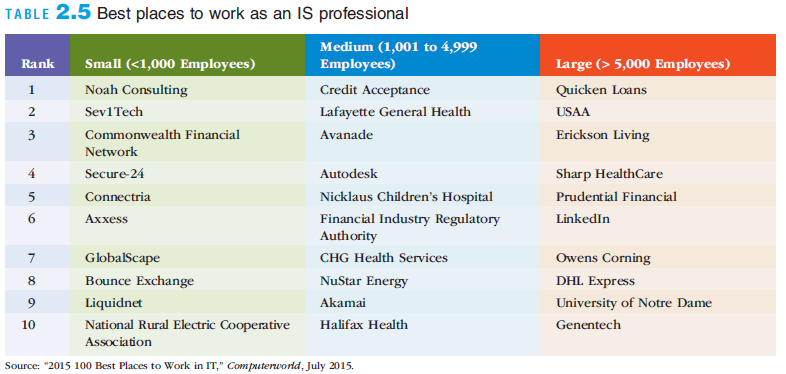 TABLE 2.5 Best places to work as an IS professional
Rank Small (<1,000 Employees) Medium (1,001 to 4,999 Employees) Large (> 5,000 Employees)
1 Noah Consulting Credit Acceptance Quicken Loans
2 Sev1Tech Lafayette General Health USAA
3 Commonwealth Financial Network Avanade Erickson Living
4 Secure-24 Autodesk Sharp HealthCare
5 Connectria Nicklaus Children's Hospital Prudential Financial
6 Axxess Financial Industry Regulatory Authority LinkedIn
7 GlobalScape CHG Health Services Owens Corning
8 Bounce Exchange NuStar Energy DHL Express
9 Liquidnet Akamai University of Notre Dame
10 National Rural Electric Cooperative Association Halifax Health Genentech
Source: "2015 100 Best Places to Work in IT," Computerworld, July 2015.